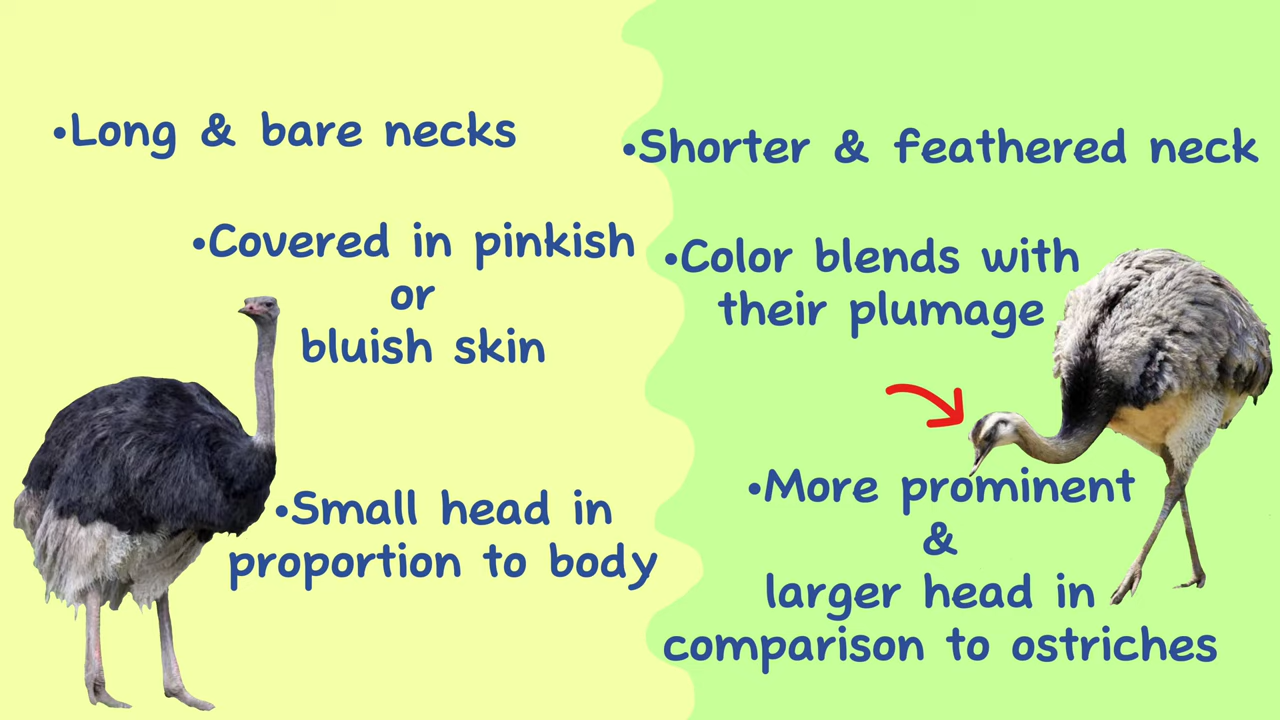 •Long & bare necks
•Covered in pinkish
or
bluish skin
•Small head in
proportion to body
•Shorter & feathered neck
•Color blends with
their plumage
•More prominent
&
larger head in
comparison to ostriches